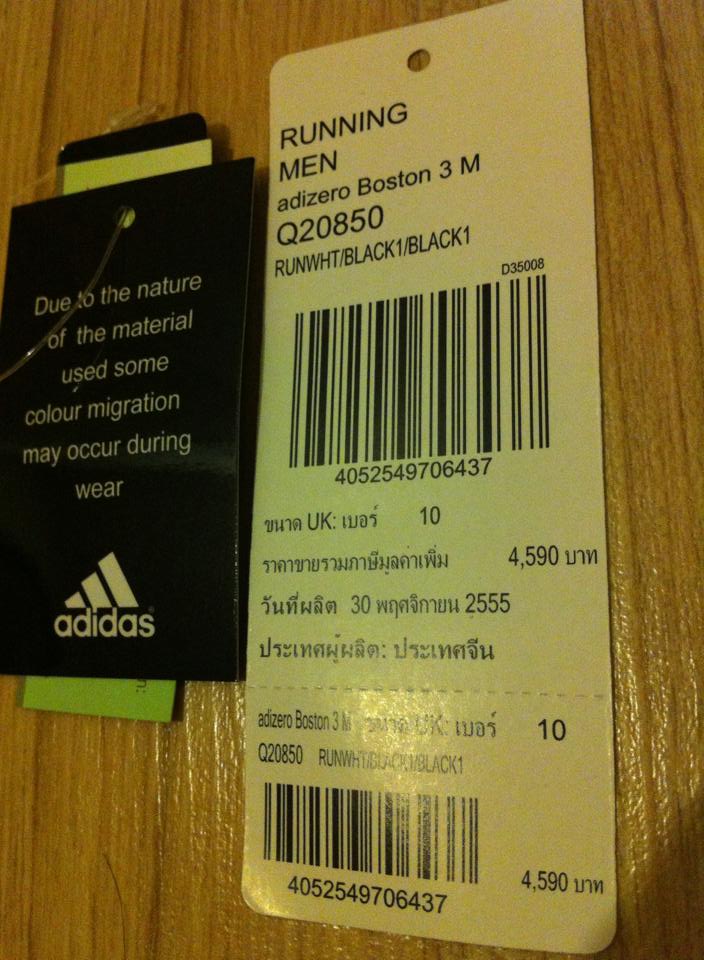 Due to the nature
of the material
used some
colour migration
may occur during
wear
adidas
RUNNING
MEN
adizero Boston 3 M
Q20850
RUNWHT/BLACK1/BLACK1
D35008
4052549706437
ขนาด UK: เบอร์ 10
ราคาขายรวมภาษีมูลค่าเพิ่ม 4,590 บาท
วันที่ผลิต 30 พฤศจิกายน 2555
ประเทศผู้ผลิต: ประเทศจีน
adizero Boston 3 M ขนาด UK: เบอร์ 10
Q20850 RUNWHT/BLACK1/BLACK1
4052549706437
4,590 บาท